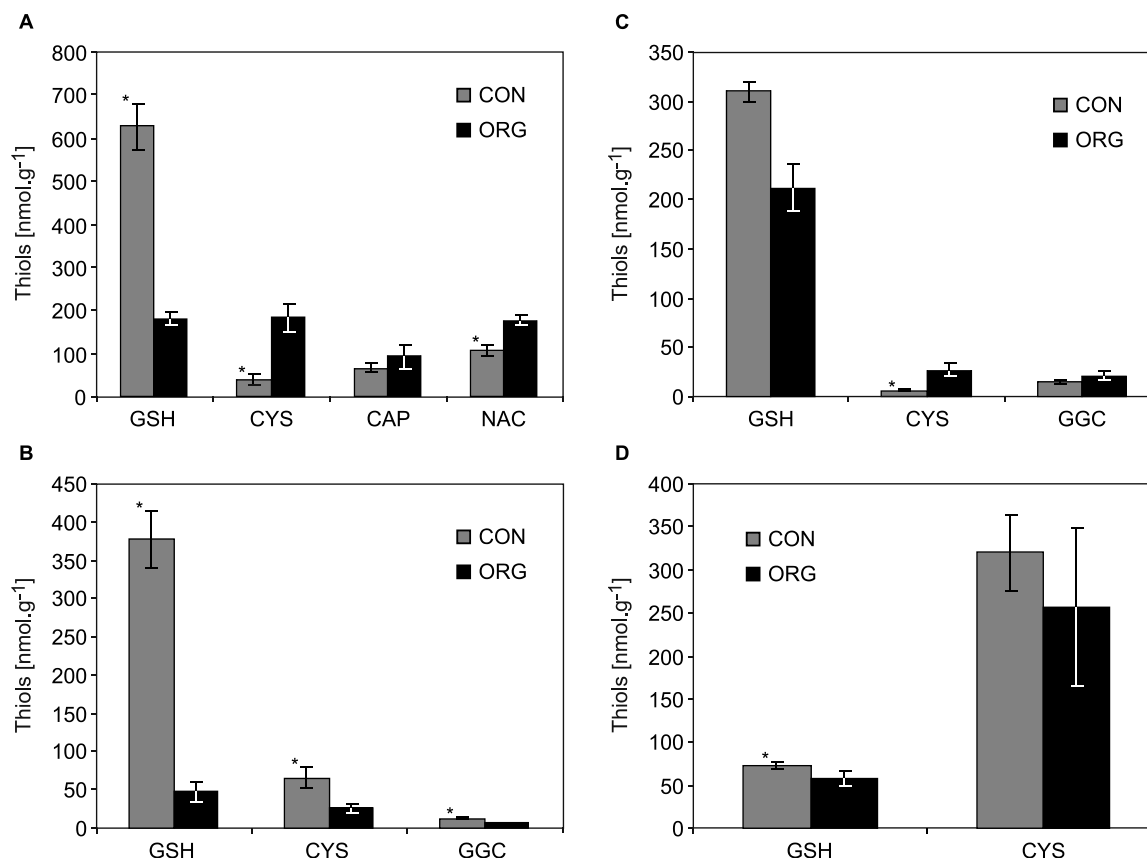 A
Thiols [nmol.g⁻¹]
800
700
600
500
400
300
200
100
0
*
*
*
CON
ORG
GSH CYS CAP NAC
C
Thiols [nmol.g⁻¹]
350
300
250
200
150
100
50
0
*
CON
ORG
GSH CYS GGC
B
Thiols [nmol.g⁻¹]
450
400
350
300
250
200
150
100
50
0
*
*
*
CON
ORG
GSH CYS GGC
D
Thiols [nmol.g⁻¹]
400
350
300
250
200
150
100
50
0
*
CON
ORG
GSH CYS